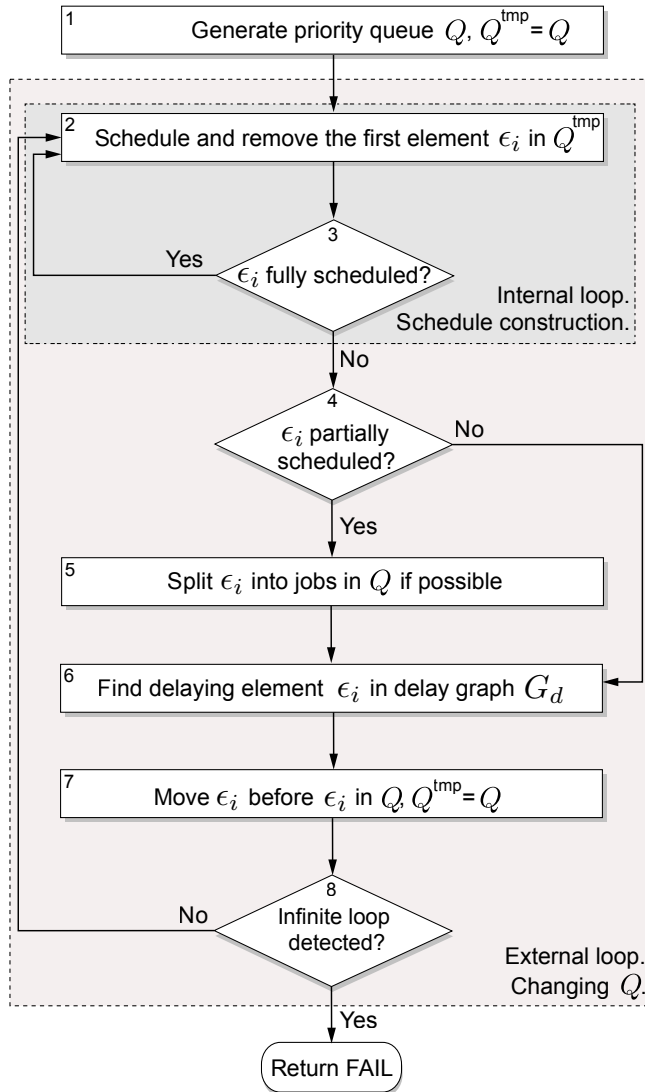 1
Generate priority queue Q, Q^tmp = Q
2
Schedule and remove the first element ϵ_i in Q^tmp
3
Yes
ϵ_i fully scheduled?
Internal loop.
Schedule construction.
No
4
ϵ_i partially
scheduled?
No
Yes
5
Split ϵ_i into jobs in Q if possible
6
Find delaying element ϵ_i in delay graph G_d
7
Move ϵ_i before ϵ_i in Q, Q^tmp = Q
8
No
Infinite loop
detected?
External loop.
Changing Q.
Yes
Return FAIL